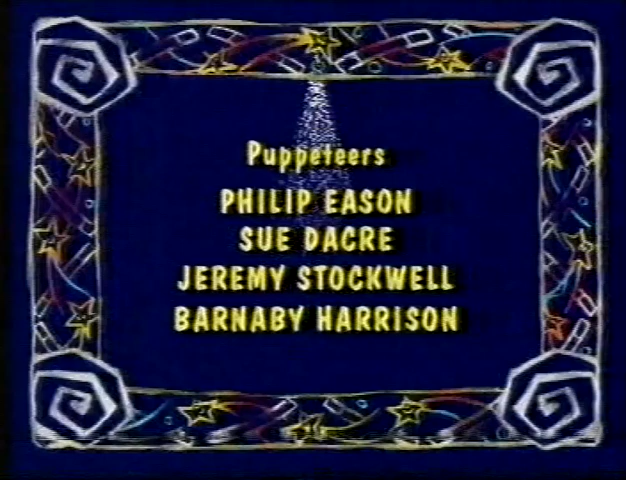 Puppeteers
PHILIP EASON
SUE DACRE
JEREMY STOCKWELL
BARNABY HARRISON